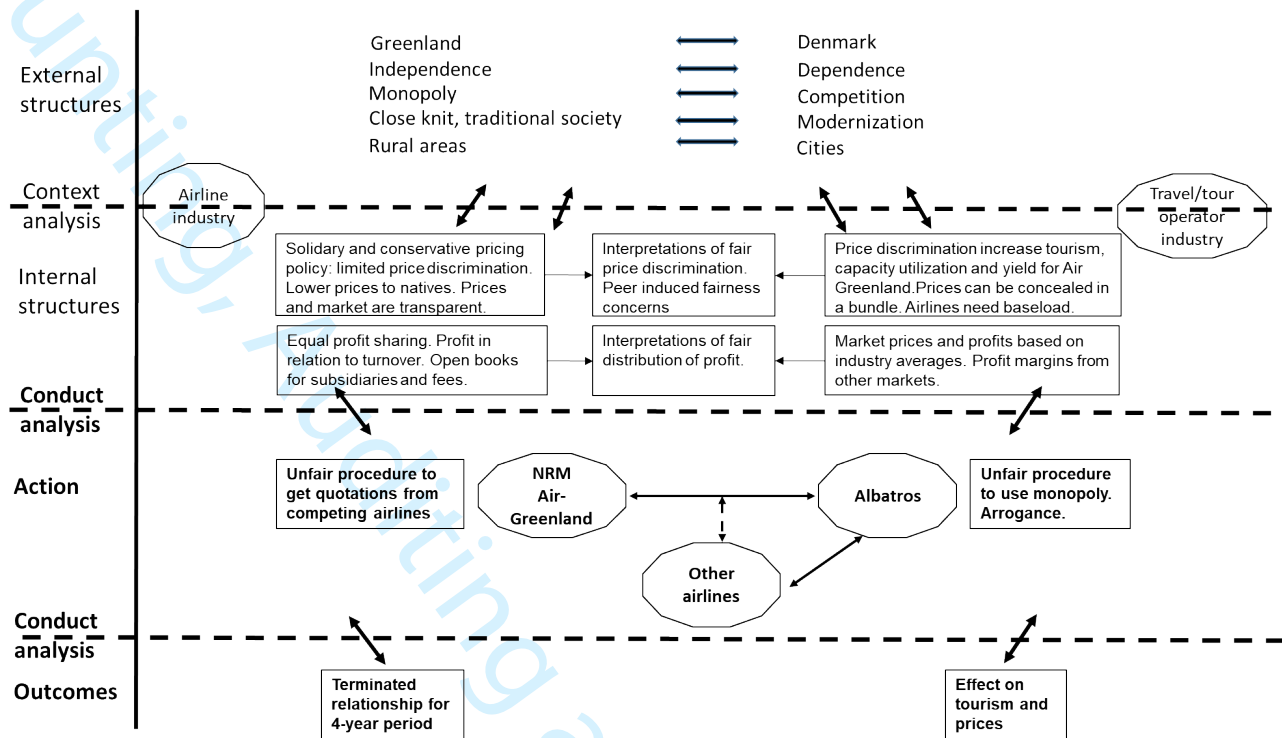 External
structures
Greenland
Independence
Monopoly
Close knit, traditional society
Rural areas
Denmark
Dependence
Competition
Modernization
Cities
Context
analysis
Airline
industry
Travel/tour
operator
industry
Internal
structures
Solidary and conservative pricing
policy: limited price discrimination.
Lower prices to natives. Prices
and market are transparent.
Interpretations of fair
price discrimination.
Peer induced fairness
concerns
Price discrimination increase tourism,
capacity utilization and yield for Air
Greenland.Prices can be concealed in
a bundle. Airlines need baseload.
Equal profit sharing. Profit in
relation to turnover. Open books
for subsidiaries and fees.
Interpretations of fair
distribution of profit.
Market prices and profits based on
industry averages. Profit margins from
other markets.
Conduct
analysis
Action
Unfair procedure to
get quotations from
competing airlines
NRM
Air-
Greenland
Albatros
Unfair procedure
to use monopoly.
Arrogance.
Other
airlines
Conduct
analysis
Outcomes
Terminated
relationship for
4-year period
Effect on
tourism and
prices
unting, Auditing a